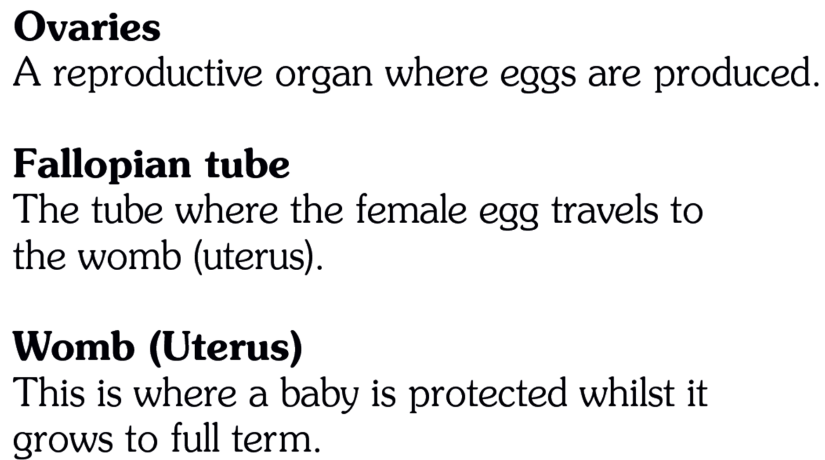 Ovaries
A reproductive organ where eggs are produced.
Fallopian tube
The tube where the female egg travels to
the womb (uterus).
Womb (Uterus)
This is where a baby is protected whilst it
grows to full term.